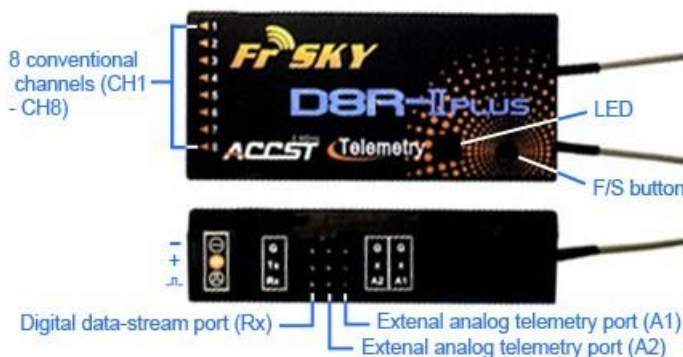 8 conventional
channels (CH1
- CH8)
1
2
3
4
5
6
7
8
FrSKY
D8R-IIPLUS
ACCST Telemetry
LED
F/S button
−
+
G
Tx
Rx
G
x
A2
G
x
A1
Digital data-stream port (Rx)
Extenal analog telemetry port (A1)
Extenal analog telemetry port (A2)